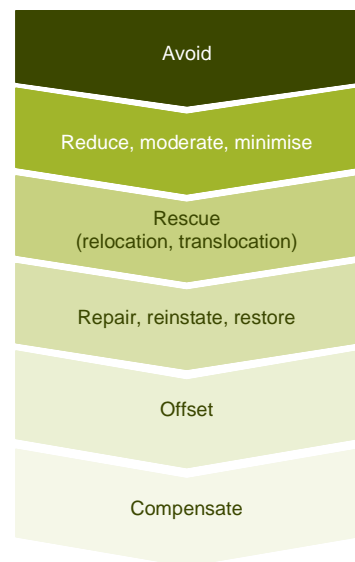 Avoid
Reduce, moderate, minimise
Rescue
(relocation, translocation)
Repair, reinstate, restore
Offset
Compensate